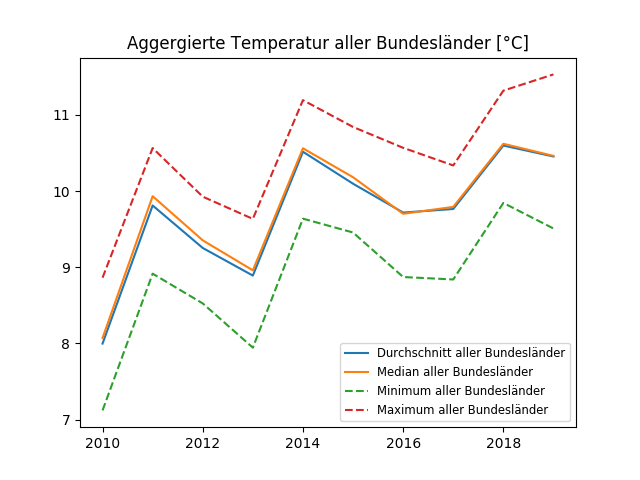 Aggergierte Temperatur aller Bundesländer [°C]
11
10
9
8
7
2010 2012 2014 2016 2018
Durchschnitt aller Bundesländer
Median aller Bundesländer
Minimum aller Bundesländer
Maximum aller Bundesländer